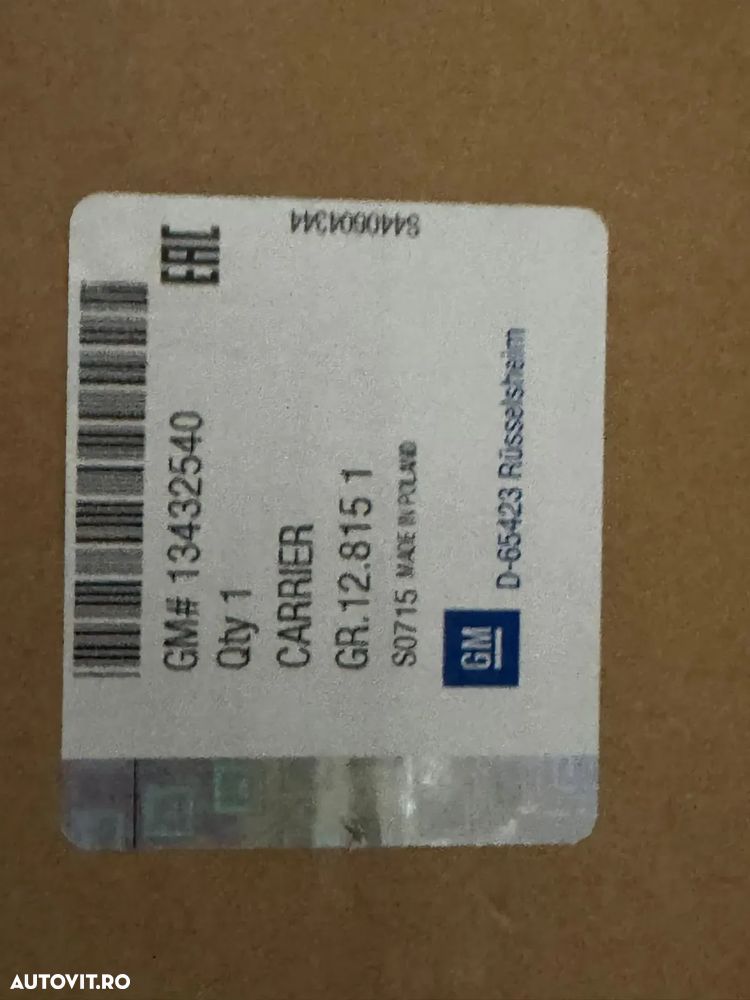 EAC
GM# 13432540
Qty 1
CARRIER
GR.12.815 1
S0715 MADE IN POLAND
GM
D-65423 Rüsselsheim
8440604344
AUTOVIT.RO